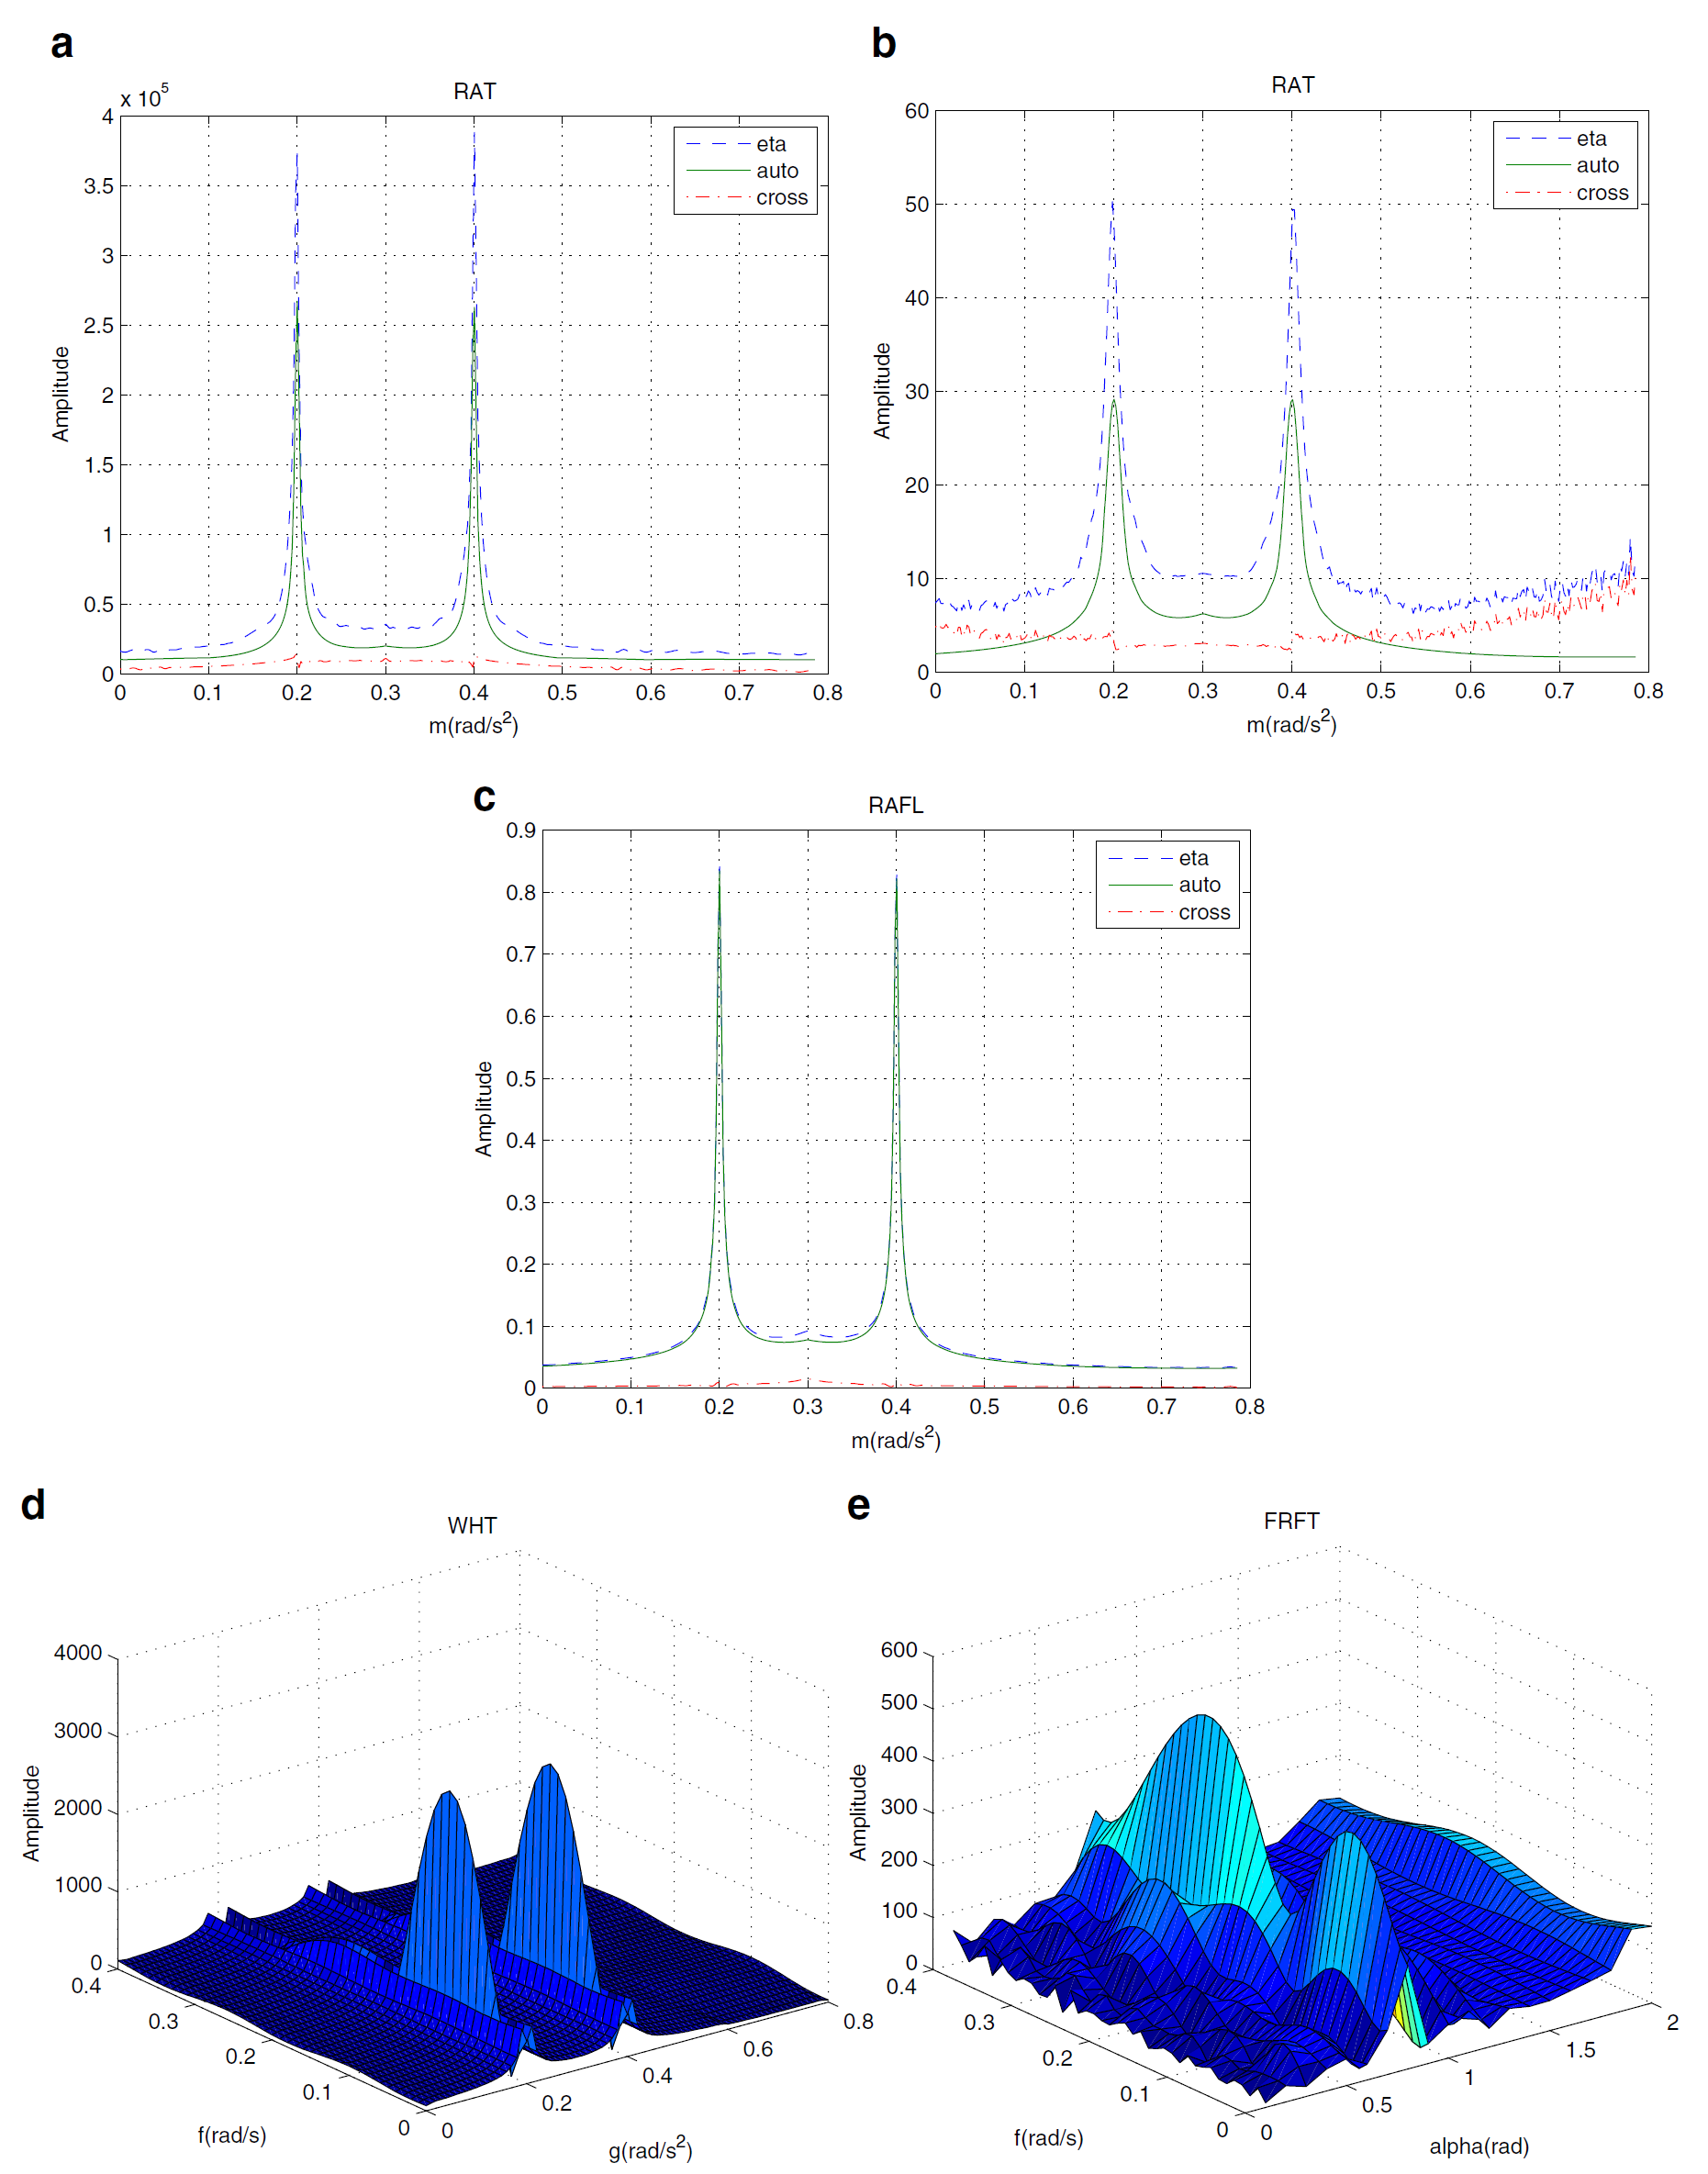 a
RAT
x 10^5
4
3.5
3
2.5
2
1.5
1
0.5
0
Amplitude
eta
auto
cross
0 0.1 0.2 0.3 0.4 0.5 0.6 0.7 0.8
m(rad/s^2)
b
RAT
60
50
40
30
20
10
0
Amplitude
eta
auto
cross
0 0.1 0.2 0.3 0.4 0.5 0.6 0.7 0.8
m(rad/s^2)
c
RAFL
0.9
0.8
0.7
0.6
0.5
0.4
0.3
0.2
0.1
0
Amplitude
eta
auto
cross
0 0.1 0.2 0.3 0.4 0.5 0.6 0.7 0.8
m(rad/s^2)
d
WHT
4000
3000
2000
1000
0
Amplitude
0.4
0.3
0.2
0.1
0
f(rad/s)
0
0.2
0.4
0.6
0.8
g(rad/s^2)
e
FRFT
600
500
400
300
200
100
0
Amplitude
0.4
0.3
0.2
0.1
0
f(rad/s)
0
0.5
1
1.5
2
alpha(rad)